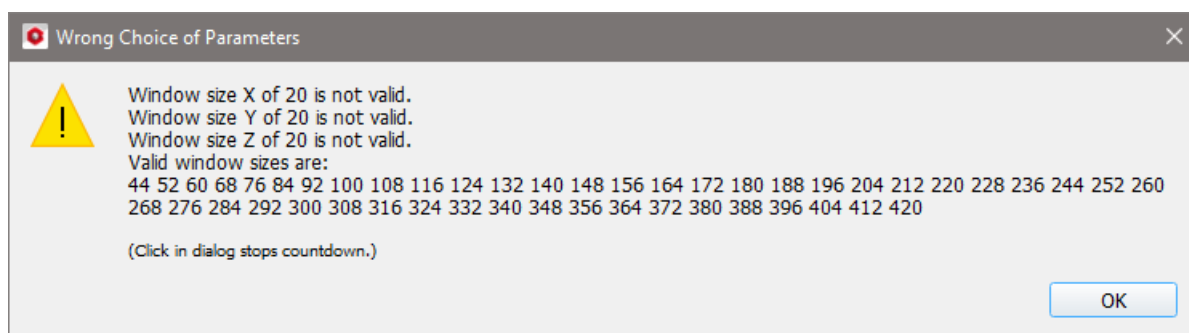 Wrong Choice of Parameters
Window size X of 20 is not valid.
Window size Y of 20 is not valid.
Window size Z of 20 is not valid.
Valid window sizes are:
44 52 60 68 76 84 92 100 108 116 124 132 140 148 156 164 172 180 188 196 204 212 220 228 236 244 252 260
268 276 284 292 300 308 316 324 332 340 348 356 364 372 380 388 396 404 412 420
(Click in dialog stops countdown.)
OK